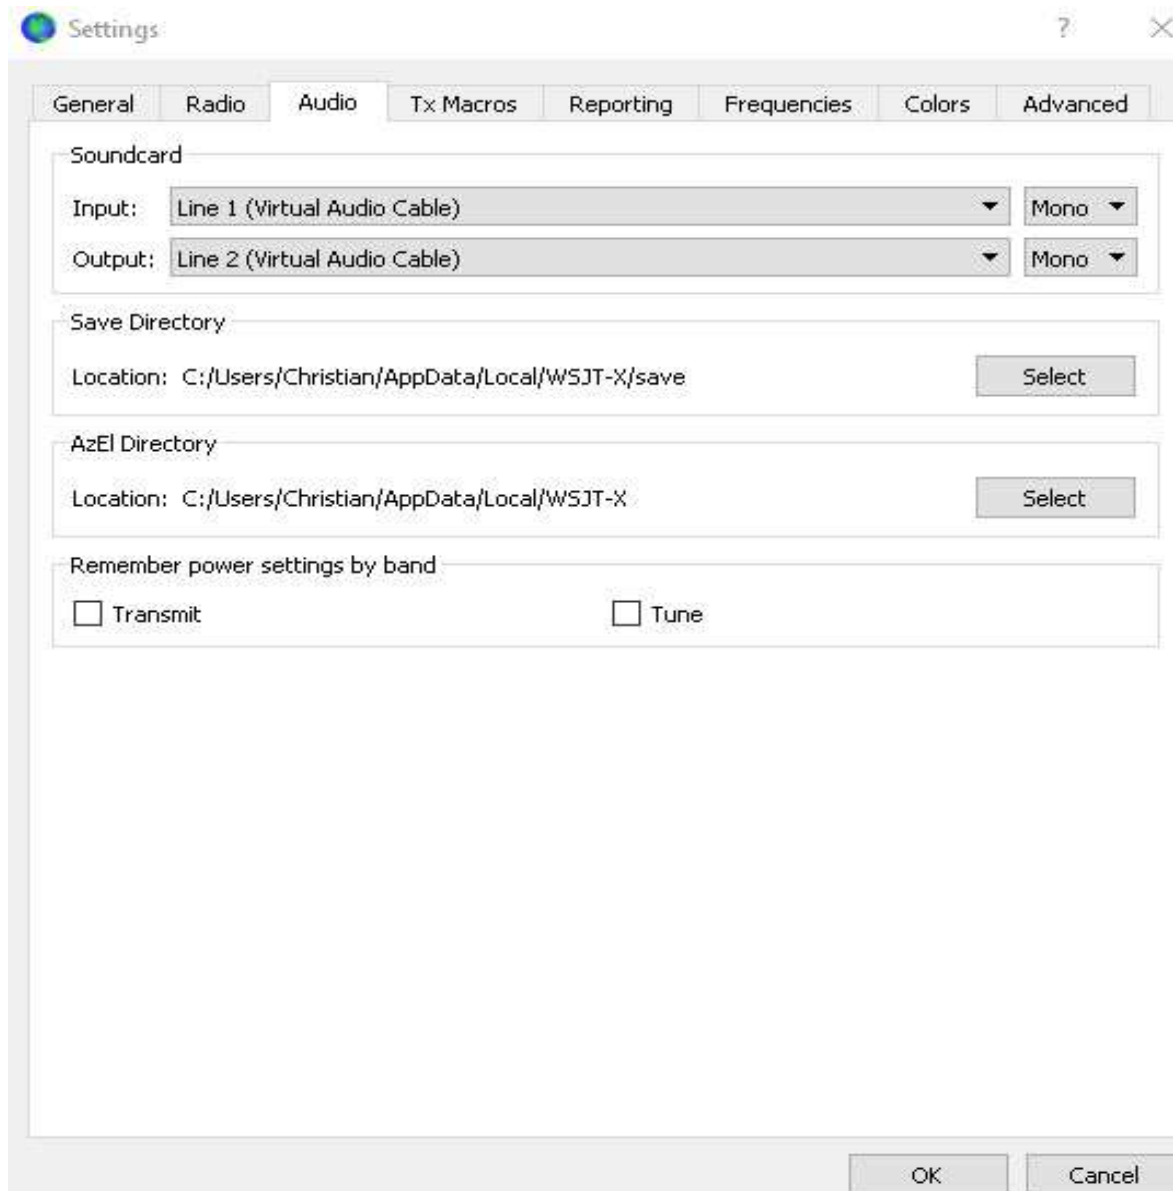 Settings
?
General Radio Audio Tx Macros Reporting Frequencies Colors Advanced
Soundcard
Input: Line 1 (Virtual Audio Cable) Mono
Output: Line 2 (Virtual Audio Cable) Mono
Save Directory
Location: C:/Users/Christian/AppData/Local/WSJT-X/save Select
AzEl Directory
Location: C:/Users/Christian/AppData/Local/WSJT-X Select
Remember power settings by band
Transmit Tune
OK Cancel